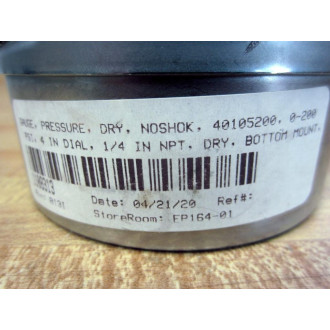 GAUGE, PRESSURE, DRY, NOSHOK, 40105200, 0-200
PSI, 4 IN DIAL, 1/4 IN NPT, DRY, BOTTOM MOUNT,
Date: 04/21/20 Ref#:
StoreRoom: FP164-01